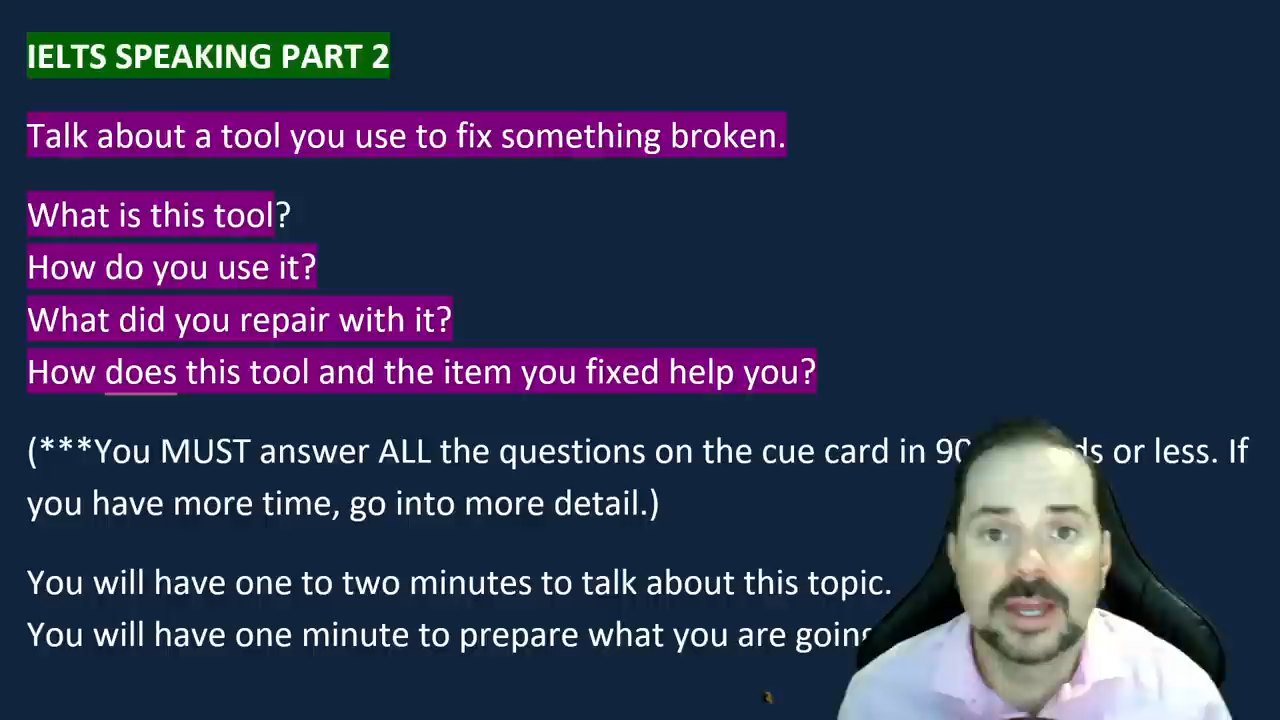 IELTS SPEAKING PART 2
Talk about a tool you use to fix something broken.
What is this tool?
How do you use it?
What did you repair with it?
How does this tool and the item you fixed help you?
(***You MUST answer ALL the questions on the cue card in or less. If
you have more time, go into more detail.)
You will have one to two minutes to talk about this topic.
You will have one minute to prepare what you are going